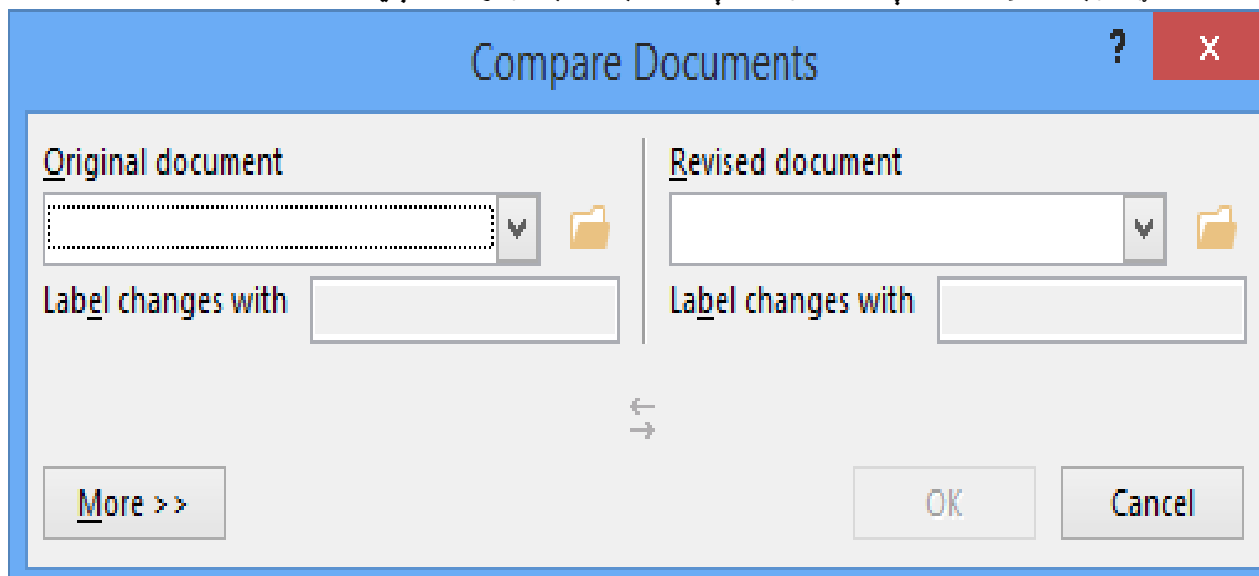 Compare Documents
?
x
Original document
Revised document
Label changes with
Label changes with
More >>
OK
Cancel